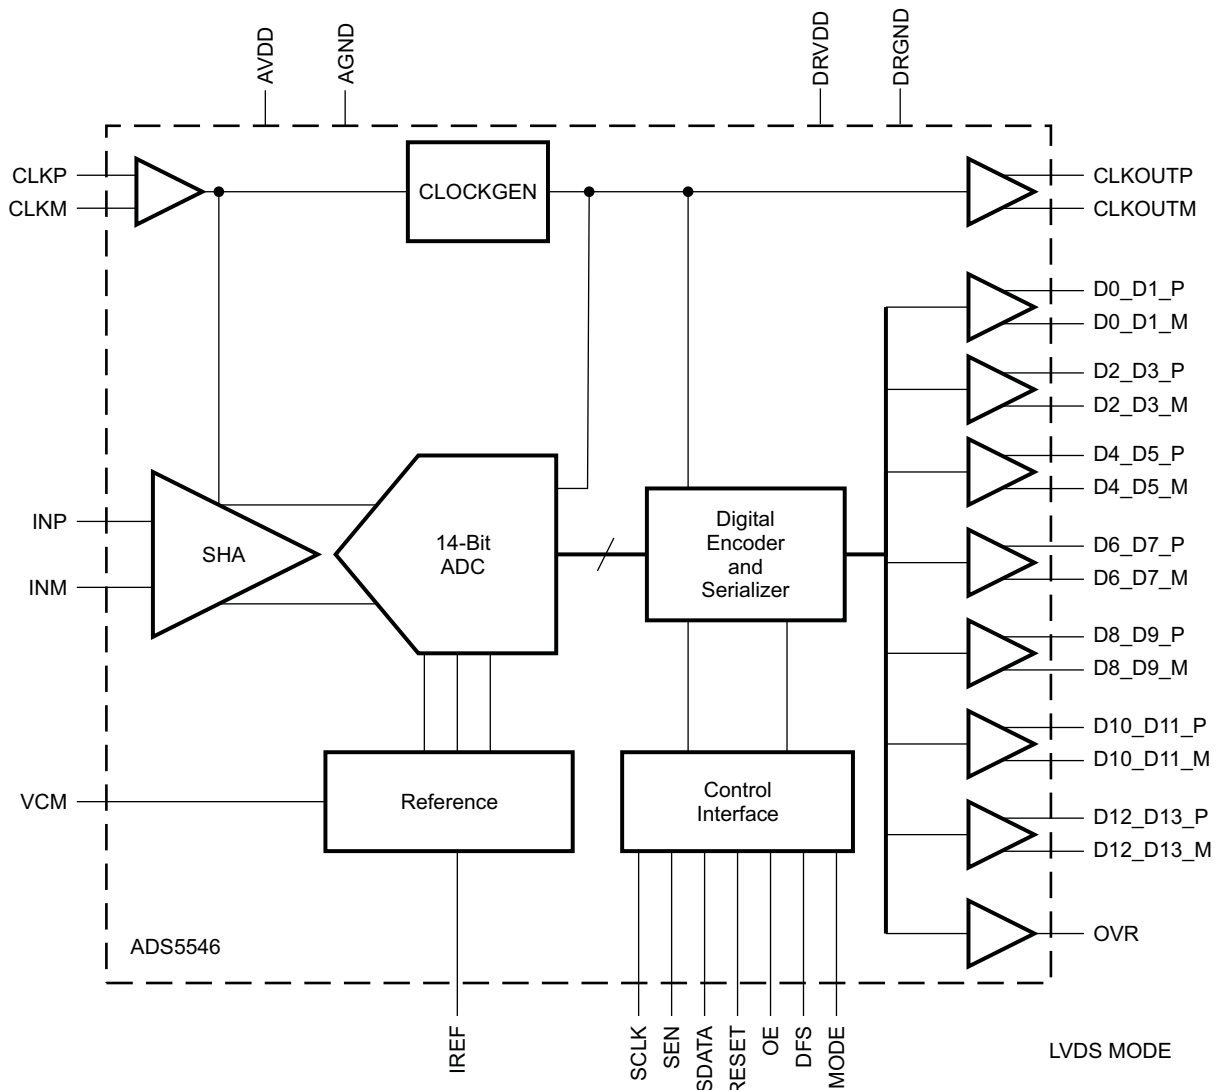 AVDD
AGND
DRVDD
DRGND
CLKP
CLKM
CLOCKGEN
CLKOUTP
CLKOUTM
D0_D1_P
D0_D1_M
D2_D3_P
D2_D3_M
D4_D5_P
D4_D5_M
INP
INM
SHA
14-Bit
ADC
Digital
Encoder
and
Serializer
D6_D7_P
D6_D7_M
D8_D9_P
D8_D9_M
D10_D11_P
D10_D11_M
VCM
Reference
Control
Interface
D12_D13_P
D12_D13_M
OVR
ADS5546
IREF
SCLK
SEN
SDATA
RESET
OE
DFS
MODE
LVDS MODE